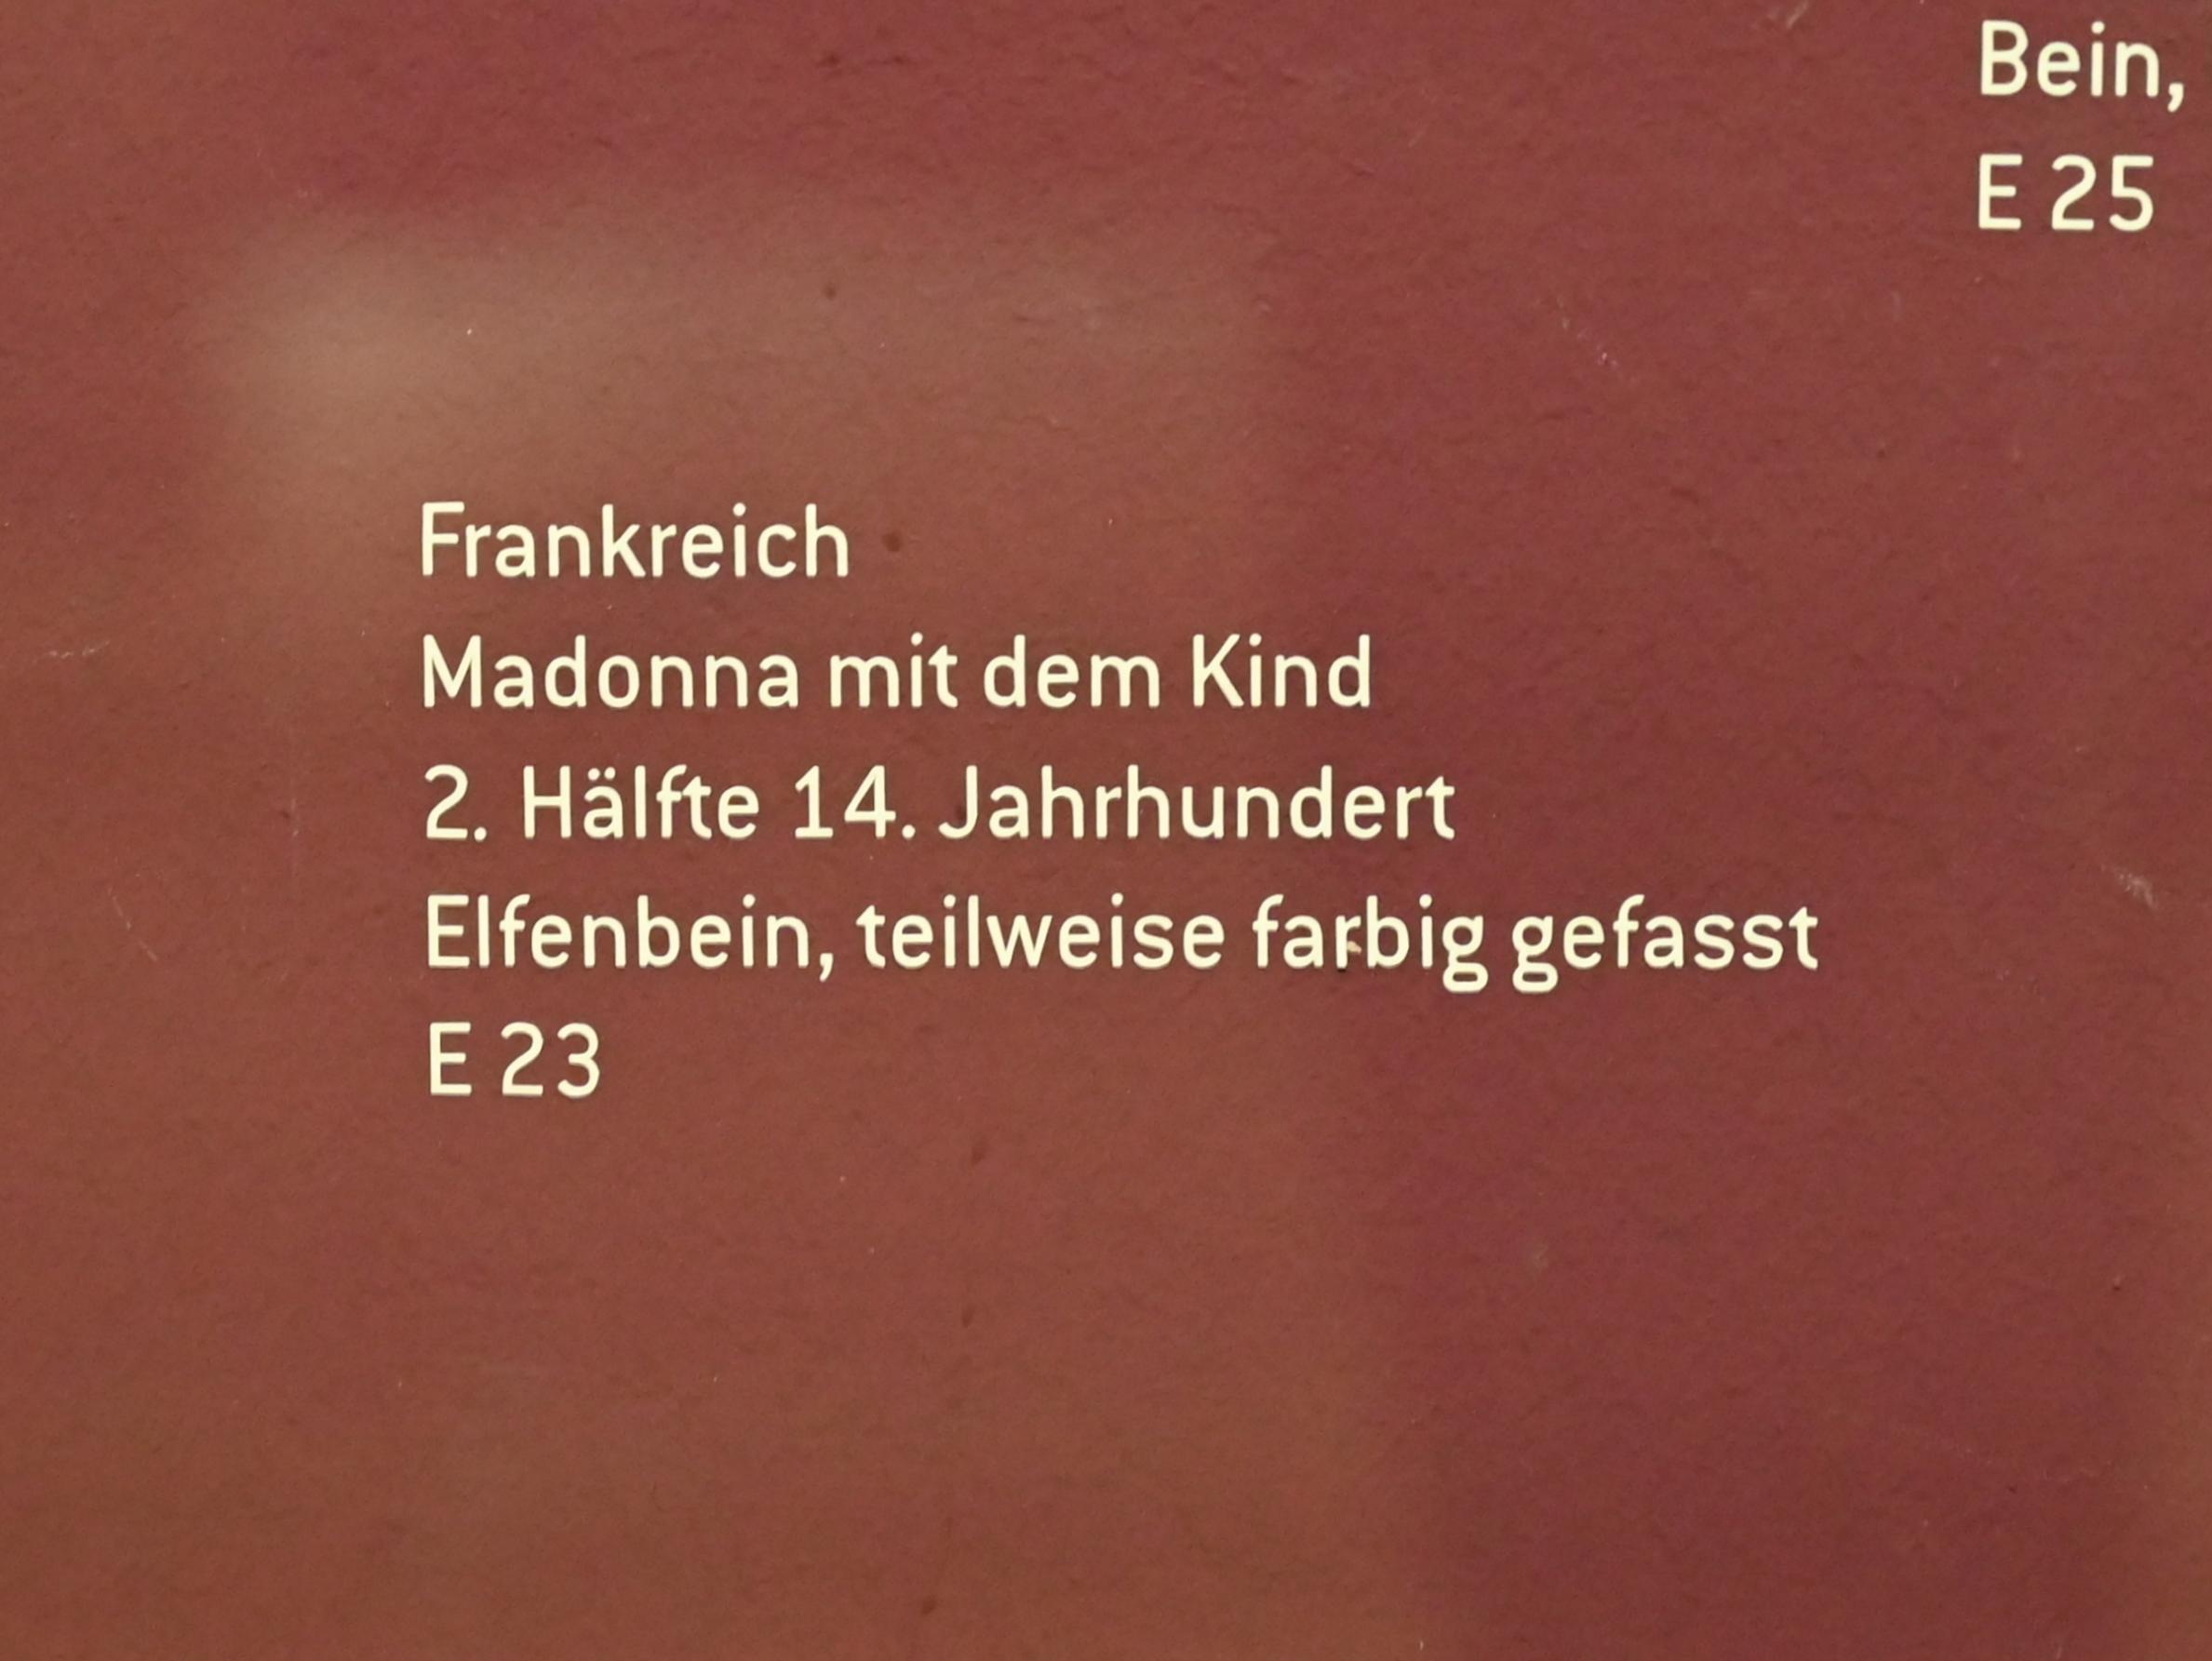 Bein,
E 25
Frankreich
Madonna mit dem Kind
2. Hälfte 14. Jahrhundert
Elfenbein, teilweise farbig gefasst
E 23